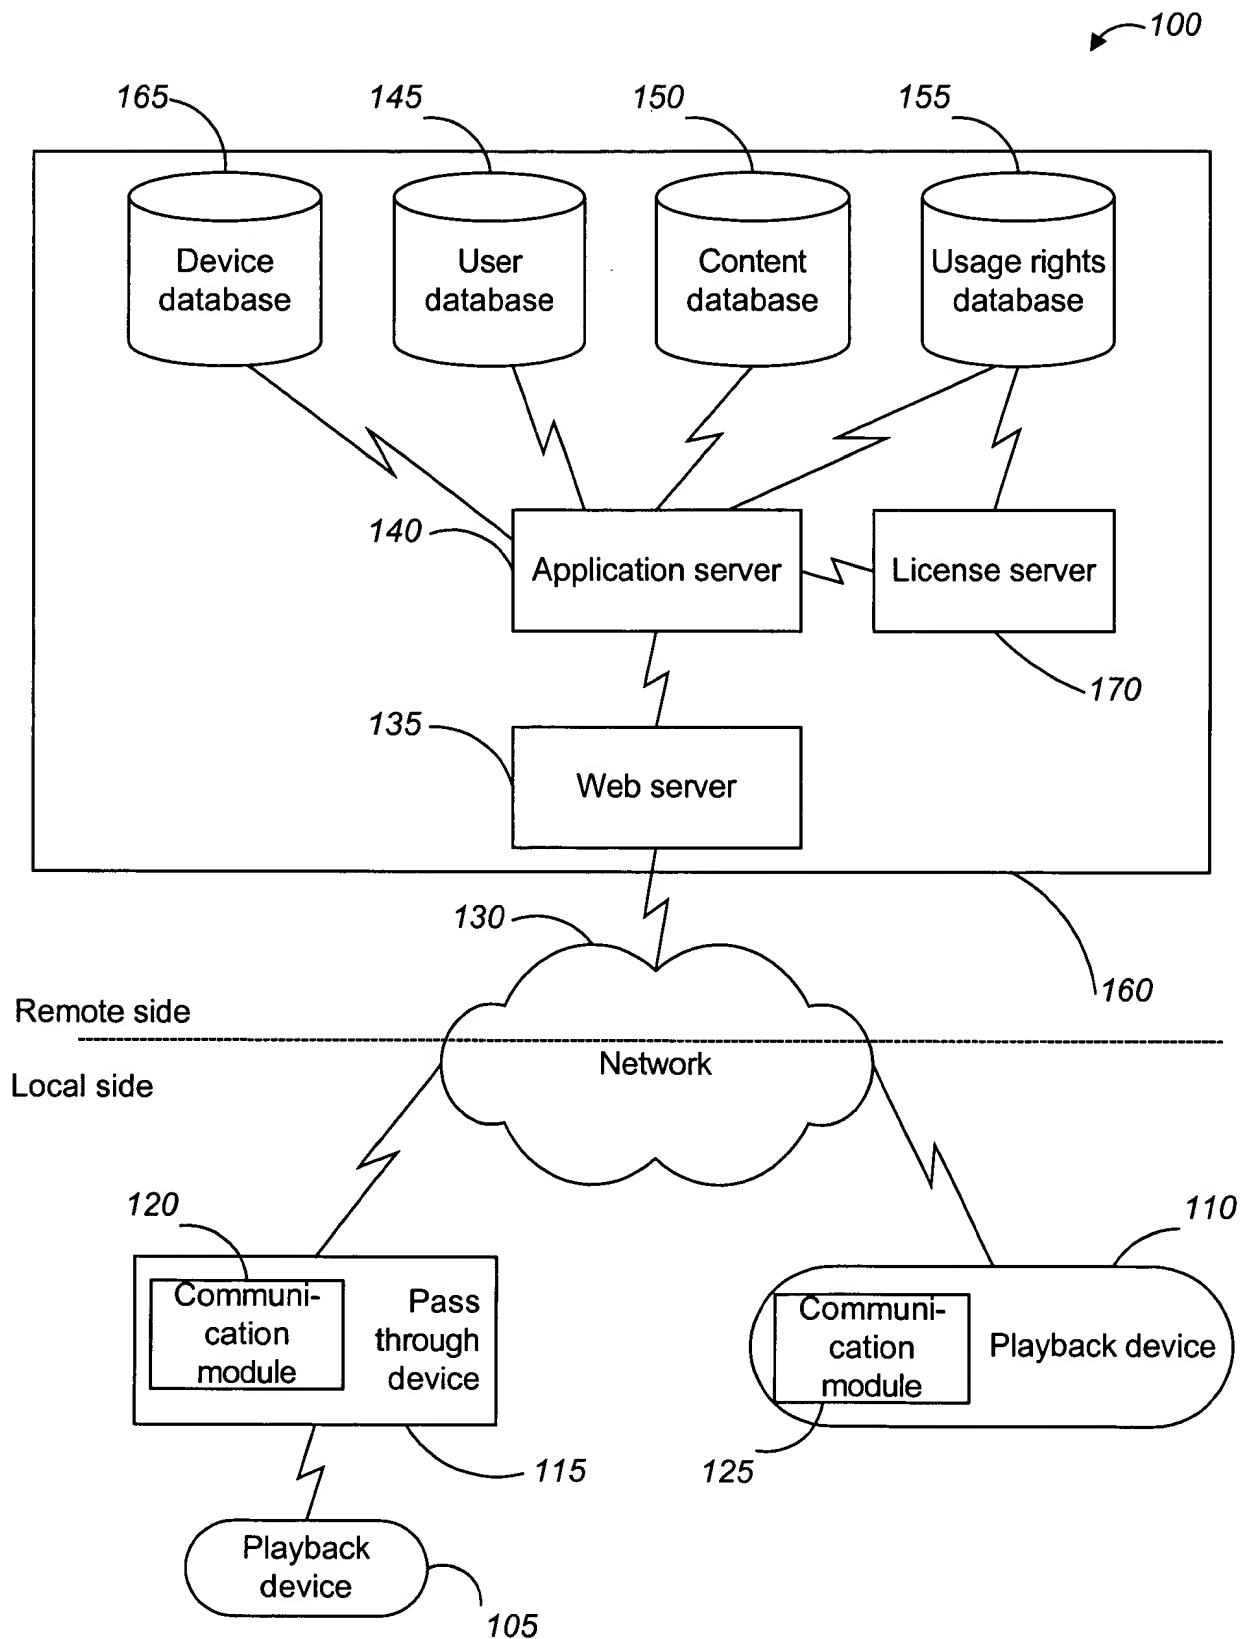 100
165
145
150
155
Device
database
User
database
Content
database
Usage rights
database
140
Application server
License server
170
135
Web server
130
160
Remote side
Network
Local side
120
110
Communi-
cation
module
Pass
through
device
Communi-
cation
module
Playback device
115
125
Playback
device
105